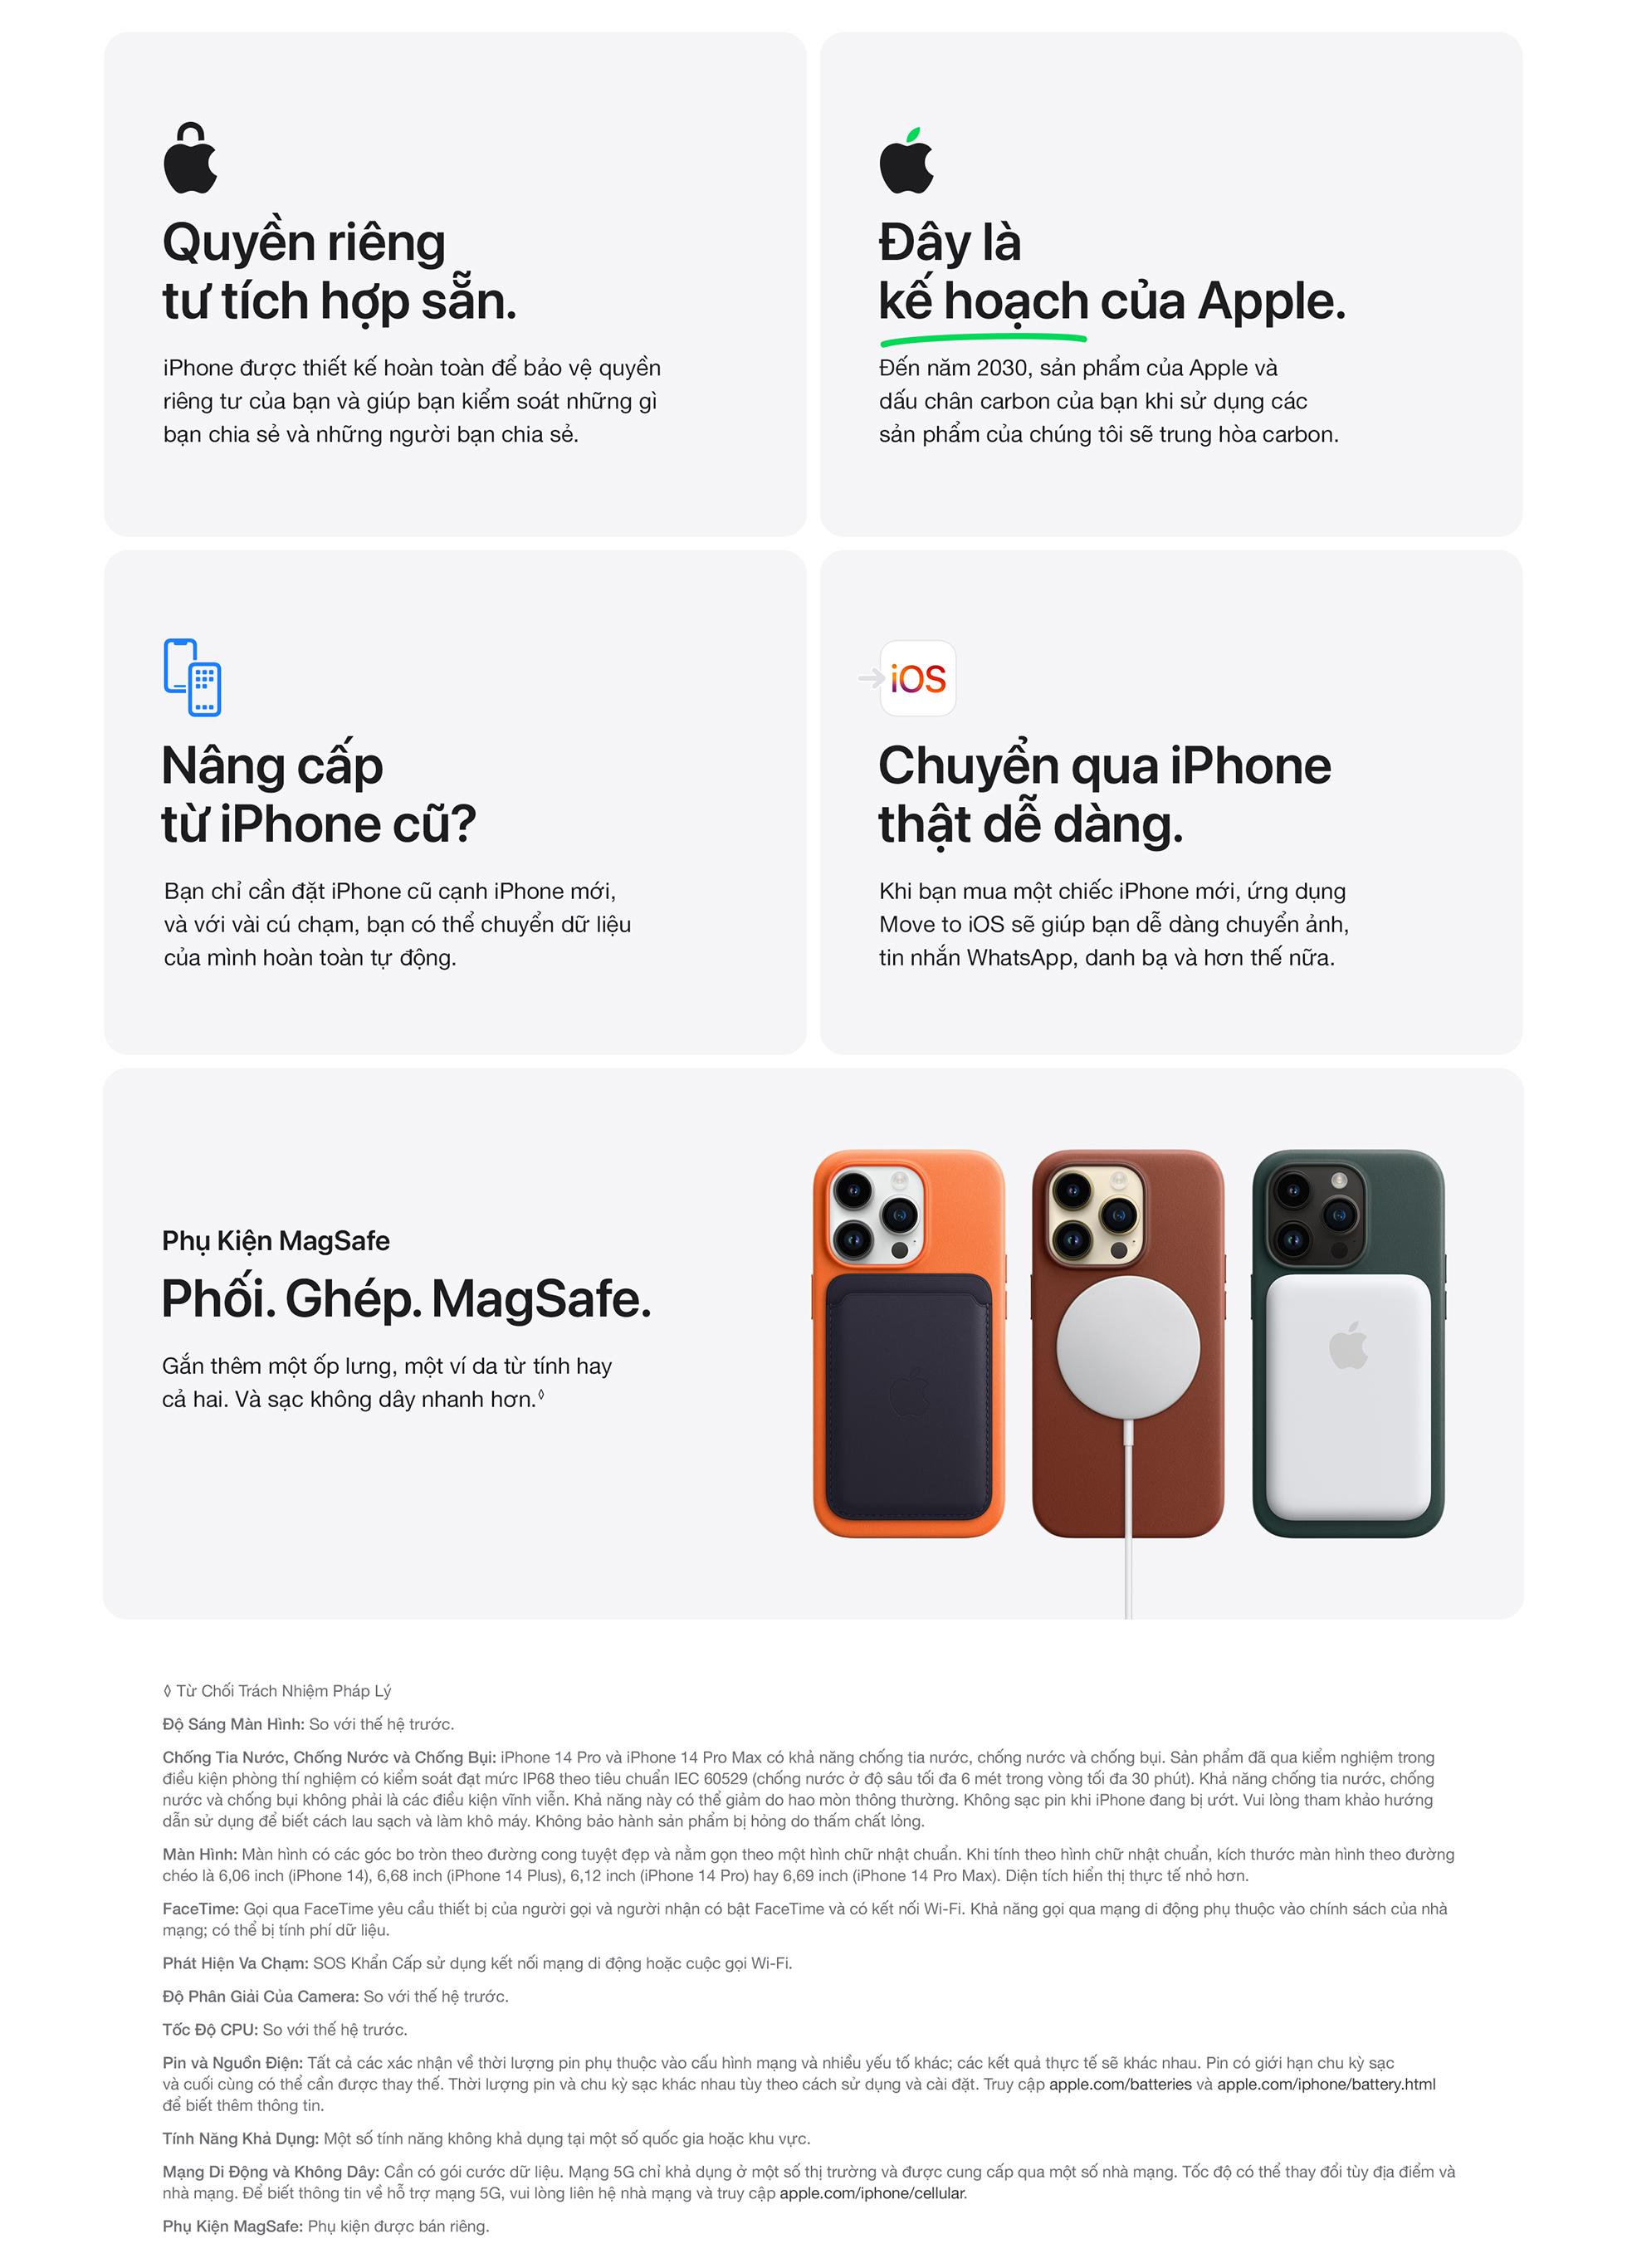 Quyền riêng
tư tích hợp sẵn.
iPhone được thiết kế hoàn toàn để bảo vệ quyền
riêng tư của bạn và giúp bạn kiểm soát những gì
bạn chia sẻ và những người bạn chia sẻ.
Đây là
kế hoạch của Apple.
Đến năm 2030, sản phẩm của Apple và
dấu chân carbon của bạn khi sử dụng các
sản phẩm của chúng tôi sẽ trung hòa carbon.
Nâng cấp
từ iPhone cũ?
Bạn chỉ cần đặt iPhone cũ cạnh iPhone mới,
và với vài cú chạm, bạn có thể chuyển dữ liệu
của mình hoàn toàn tự động.
iOS
Chuyển qua iPhone
thật dễ dàng.
Khi bạn mua một chiếc iPhone mới, ứng dụng
Move to iOS sẽ giúp bạn dễ dàng chuyển ảnh,
tin nhắn WhatsApp, danh bạ và hơn thế nữa.
Phụ Kiện MagSafe
Phối. Ghép. MagSafe.
Gắn thêm một ốp lưng, một ví da từ tính hay
cả hai. Và sạc không dây nhanh hơn.◊
◊ Từ Chối Trách Nhiệm Pháp Lý
Độ Sáng Màn Hình: So với thế hệ trước.
Chống Tia Nước, Chống Nước và Chống Bụi: iPhone 14 Pro và iPhone 14 Pro Max có khả năng chống tia nước, chống nước và chống bụi. Sản phẩm đã qua kiểm nghiệm trong
điều kiện phòng thí nghiệm có kiểm soát đạt mức IP68 theo tiêu chuẩn IEC 60529 (chống nước ở độ sâu tối đa 6 mét trong vòng tối đa 30 phút). Khả năng chống tia nước, chống
nước và chống bụi không phải là các điều kiện vĩnh viễn. Khả năng này có thể giảm do hao mòn thông thường. Không sạc pin khi iPhone đang bị ướt. Vui lòng tham khảo hướng
dẫn sử dụng để biết cách lau sạch và làm khô máy. Không bảo hành sản phẩm bị hỏng do thấm chất lỏng.
Màn Hình: Màn hình có các góc bo tròn theo đường cong tuyệt đẹp và nằm gọn theo một hình chữ nhật chuẩn. Khi tính theo hình chữ nhật chuẩn, kích thước màn hình theo đường
chéo là 6,06 inch (iPhone 14), 6,68 inch (iPhone 14 Plus), 6,12 inch (iPhone 14 Pro) hay 6,69 inch (iPhone 14 Pro Max). Diện tích hiển thị thực tế nhỏ hơn.
FaceTime: Gọi qua FaceTime yêu cầu thiết bị của người gọi và người nhận có bật FaceTime và có kết nối Wi-Fi. Khả năng gọi qua mạng di động phụ thuộc vào chính sách của nhà
mạng; có thể bị tính phí dữ liệu.
Phát Hiện Va Chạm: SOS Khẩn Cấp sử dụng kết nối mạng di động hoặc cuộc gọi Wi-Fi.
Độ Phân Giải Của Camera: So với thế hệ trước.
Tốc Độ CPU: So với thế hệ trước.
Pin và Nguồn Điện: Tất cả các xác nhận về thời lượng pin phụ thuộc vào cấu hình mạng và nhiều yếu tố khác; các kết quả thực tế sẽ khác nhau. Pin có giới hạn chu kỳ sạc
và cuối cùng có thể cần được thay thế. Thời lượng pin và chu kỳ sạc khác nhau tùy theo cách sử dụng và cài đặt. Truy cập apple.com/batteries và apple.com/iphone/battery.html
để biết thêm thông tin.
Tính Năng Khả Dụng: Một số tính năng không khả dụng tại một số quốc gia hoặc khu vực.
Mạng Di Động và Không Dây: Cần có gói cước dữ liệu. Mạng 5G chỉ khả dụng ở một số thị trường và được cung cấp qua một số nhà mạng. Tốc độ có thể thay đổi tùy địa điểm và
nhà mạng. Để biết thông tin về hỗ trợ mạng 5G, vui lòng liên hệ nhà mạng và truy cập apple.com/iphone/cellular.
Phụ Kiện MagSafe: Phụ kiện được bán riêng.